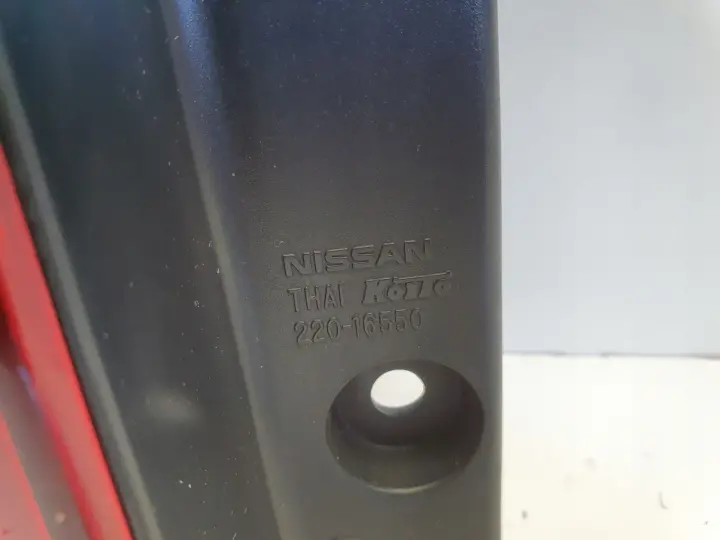 NISSAN
THAI KOITO
220-16550